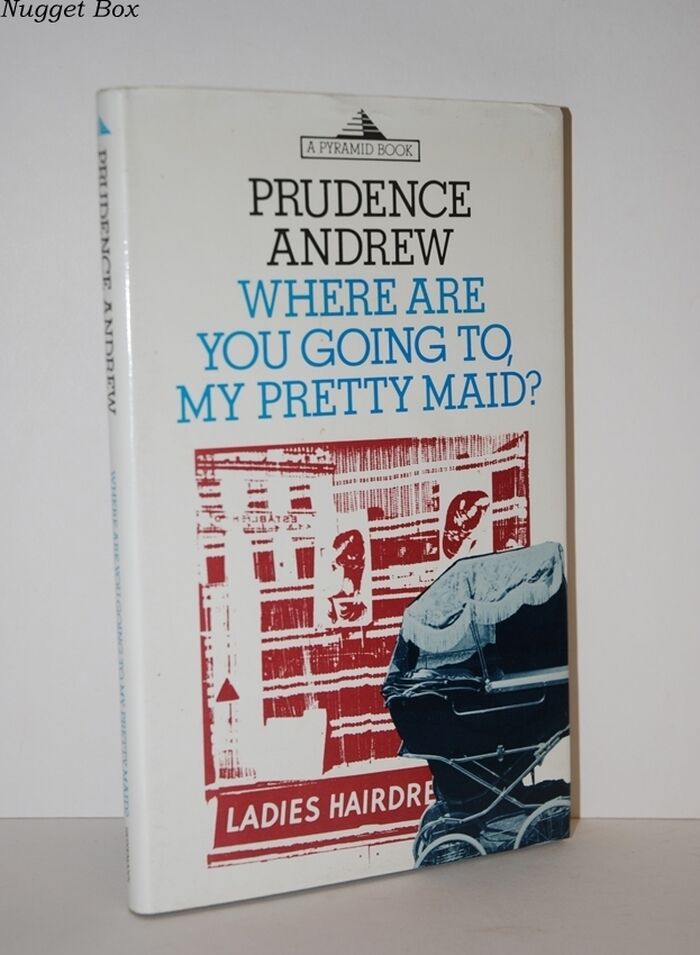 Nugget Box
A PYRAMID BOOK
PRUDENCE
ANDREW
WHERE ARE
YOU GOING TO,
MY PRETTY MAID?
LADIES HAIRDRE
PRUDENCE ANDREW
WHERE ARE YOU GOING TO MY PRETTY MAID?